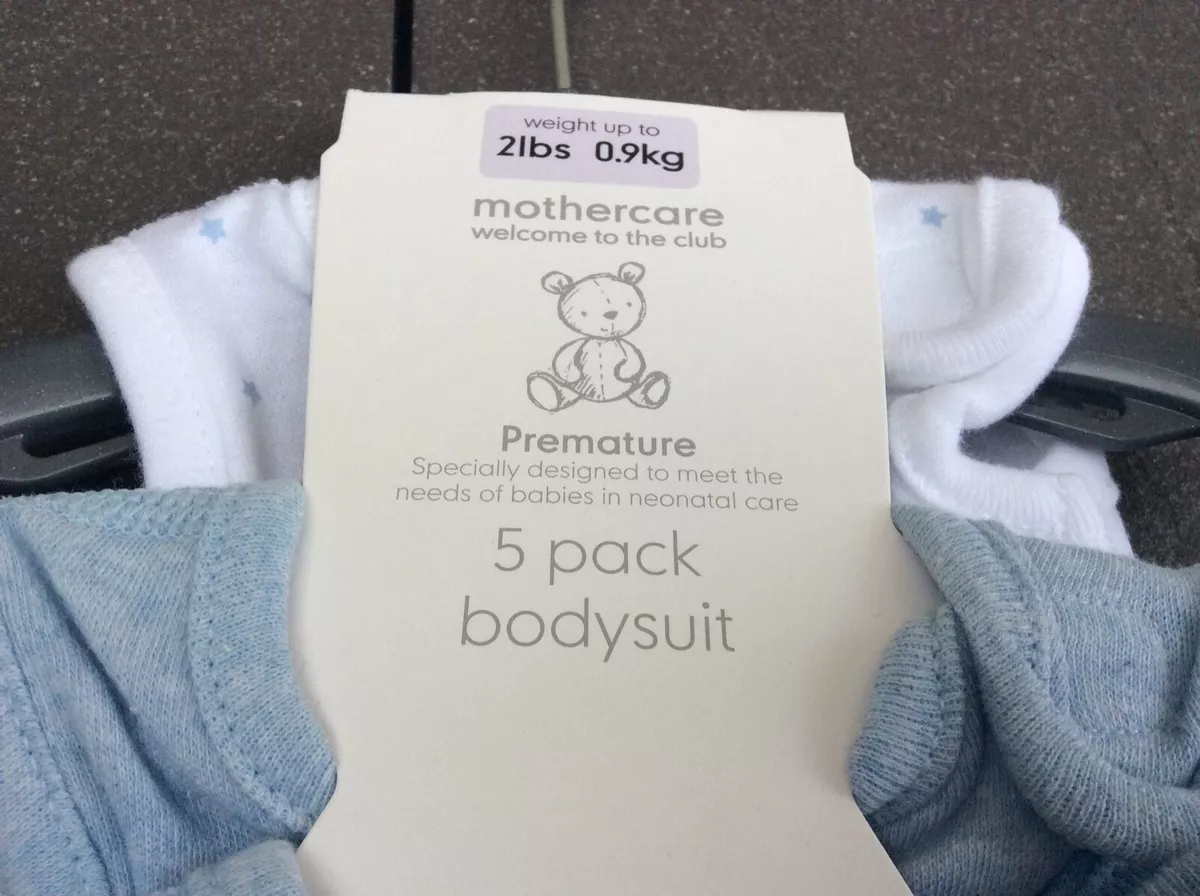 weight up to
2lbs 0.9kg
mothercare
welcome to the club
Premature
Specially designed to meet the
needs of babies in neonatal care
5 pack
bodysuit